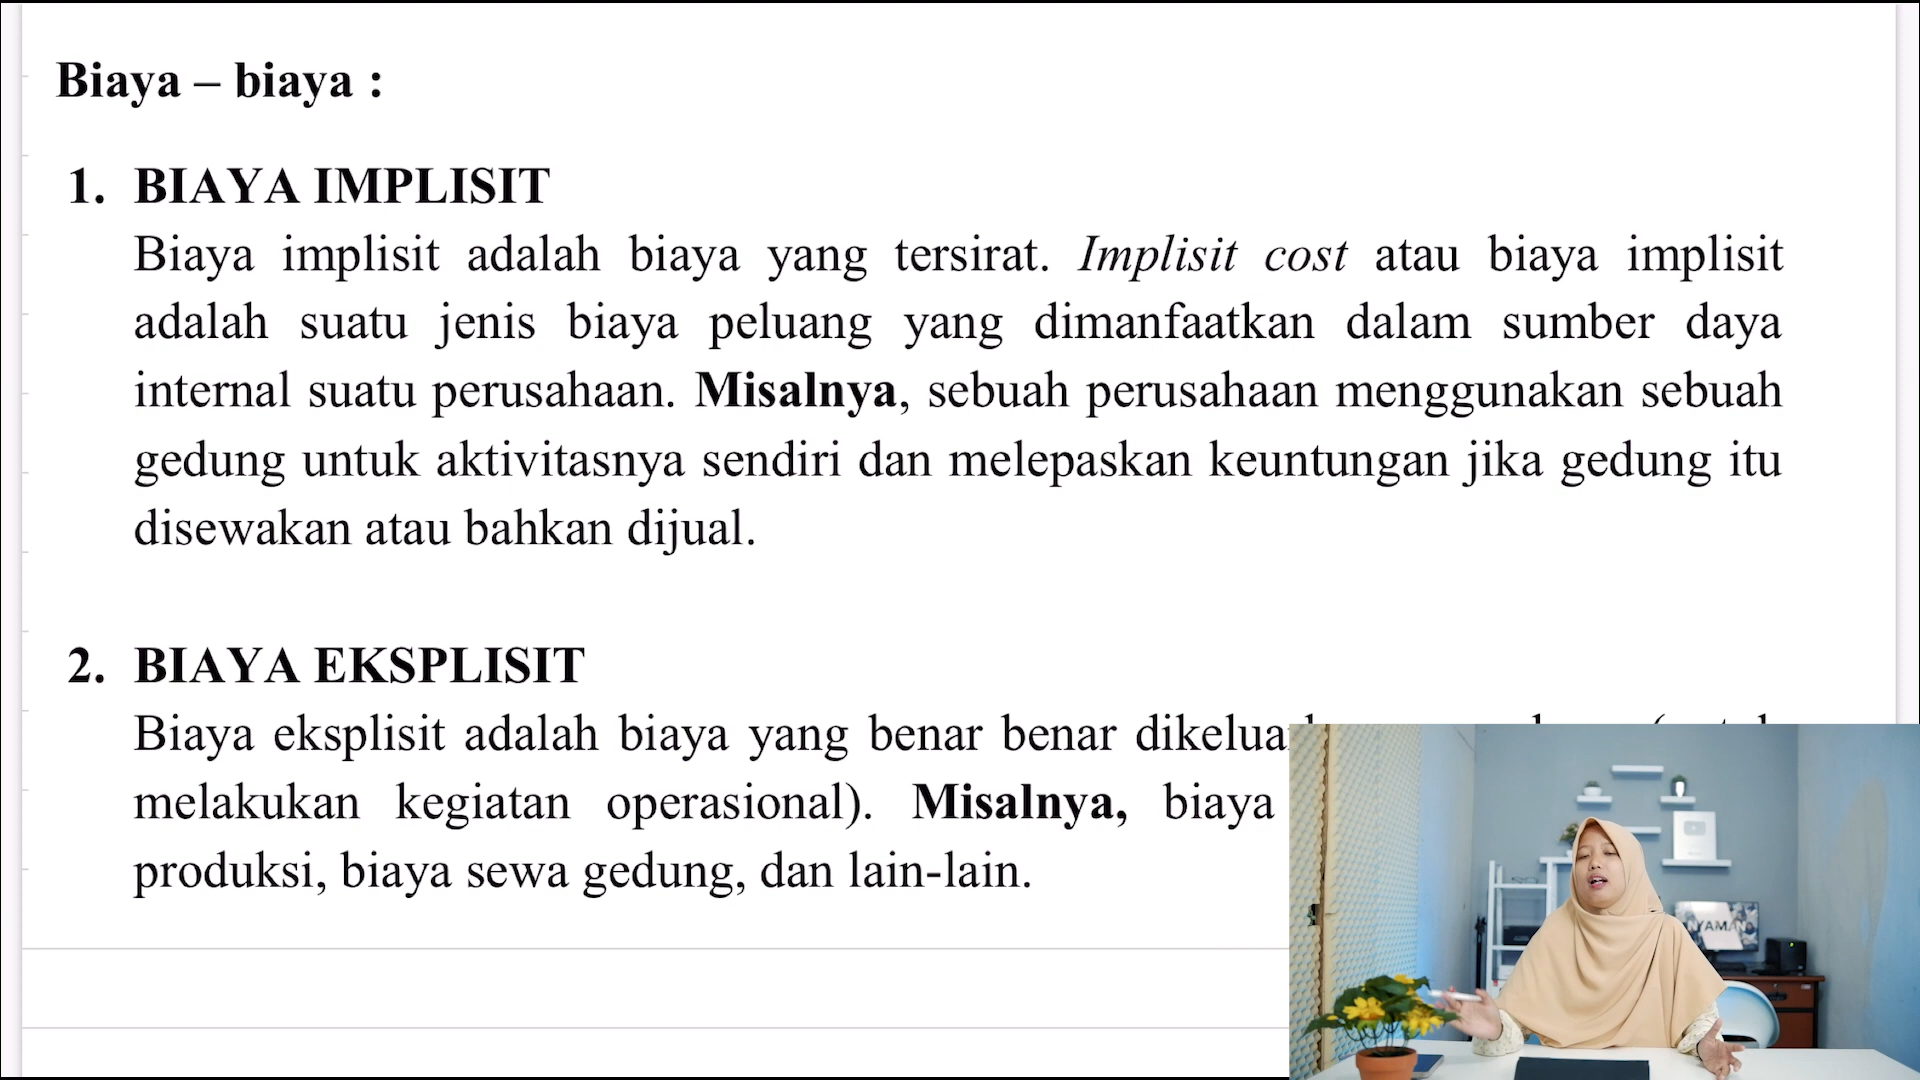 Biaya – biaya :
1. BIAYA IMPLISIT
Biaya implisit adalah biaya yang tersirat. Implisit cost atau biaya implisit
adalah suatu jenis biaya peluang yang dimanfaatkan dalam sumber daya
internal suatu perusahaan. Misalnya, sebuah perusahaan menggunakan sebuah
gedung untuk aktivitasnya sendiri dan melepaskan keuntungan jika gedung itu
disewakan atau bahkan dijual.
2. BIAYA EKSPLISIT
Biaya eksplisit adalah biaya yang benar benar
melakukan kegiatan operasional). Misalnya, biaya
produksi, biaya sewa gedung, dan lain-lain.